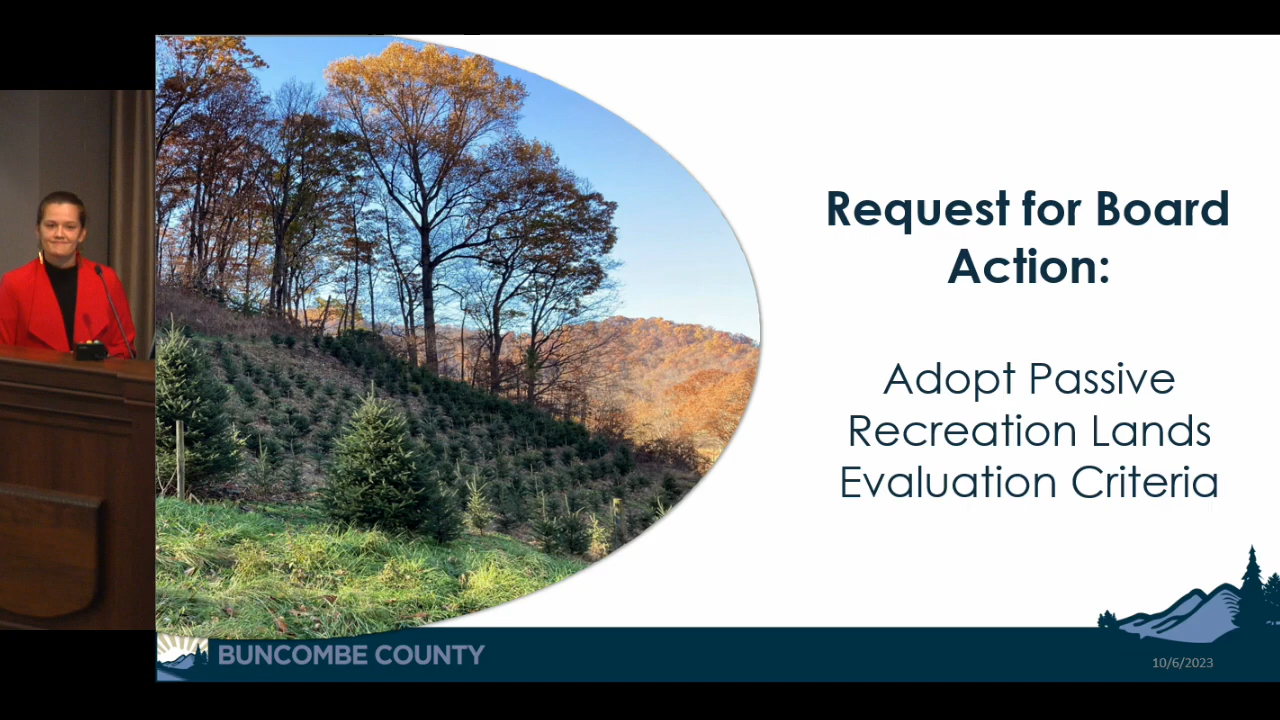 Request for Board
Action:
Adopt Passive
Recreation Lands
Evaluation Criteria
BUNCOMBE COUNTY
10/6/2023